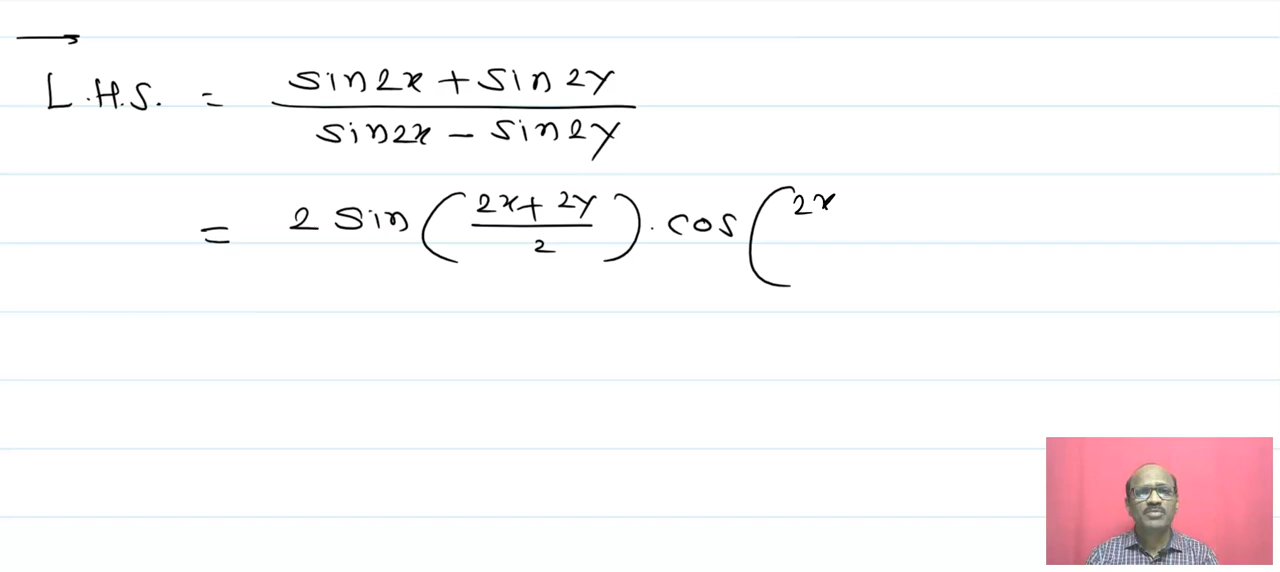 L.H.S. = (sin2x + sin2y) / (sin2x - sin2y)
= 2 sin((2x + 2y) / 2) . cos( 2x